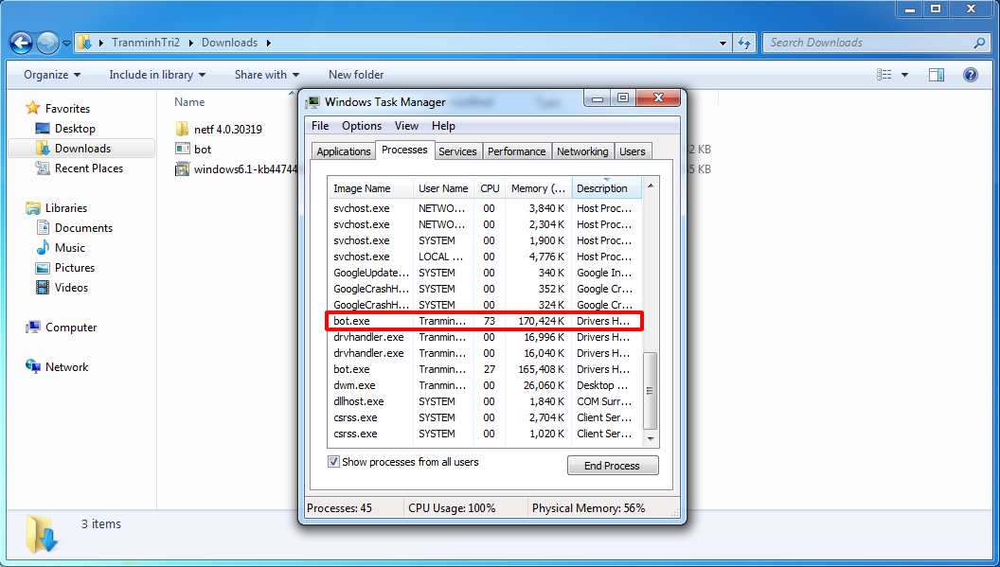 TranminhTri2 Downloads
Search Downloads
Organize Include in library Share with New folder
Favorites
Desktop
Downloads
Recent Places
Libraries
Documents
Music
Pictures
Videos
Computer
Network
Name
netf 4.0.30319
bot
windows6.1-kb44744
2 KB
5 KB
3 items
Windows Task Manager
File Options View Help
Applications Processes Services Performance Networking Users
Image Name User Name CPU Memory (... Description
svchost.exe NETWO... 00 3,840 K Host Proc...
svchost.exe NETWO... 00 2,304 K Host Proc...
svchost.exe SYSTEM 00 1,900 K Host Proc...
svchost.exe LOCAL ... 00 4,776 K Host Proc...
GoogleUpdate... SYSTEM 00 340 K Google In...
GoogleCrashH... SYSTEM 00 352 K Google Cr...
GoogleCrashH... SYSTEM 00 324 K Google Cr...
bot.exe Tranmin... 73 170,424 K Drivers H...
drvhandler.exe Tranmin... 00 16,996 K Drivers H...
drvhandler.exe Tranmin... 00 16,040 K Drivers H...
bot.exe Tranmin... 27 165,408 K Drivers H...
dwm.exe Tranmin... 00 26,060 K Desktop ...
dllhost.exe SYSTEM 00 1,840 K COM Surr...
csrss.exe SYSTEM 00 2,704 K Client Ser...
csrss.exe SYSTEM 00 1,020 K Client Ser...
Show processes from all users
End Process
Processes: 45 CPU Usage: 100% Physical Memory: 56%